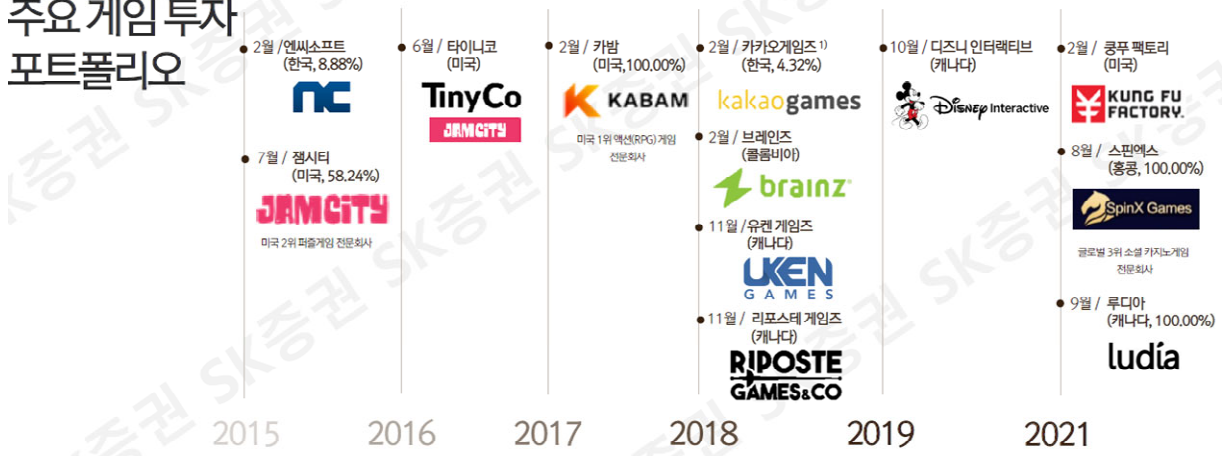 주요 게임 투자
포트폴리오
2월 / 엔씨소프트
(한국, 8.88%)
nc
7월 / 잼시티
(미국, 58.24%)
JAMCITY
미국 2위 퍼즐게임 전문회사
2015
6월 / 타이니코
(미국)
TinyCo
JAMCITY
2016
2월 / 카밤
(미국,100.00%)
KABAM
미국 1위 액션(RPG) 게임
전문회사
2017
2월 / 카카오게임즈 1)
(한국, 4.32%)
kakaogames
2월 / 브레인즈
(콜롬비아)
brainz
11월 /유켄 게임즈
(캐나다)
UKEN
GAMES
11월 / 리포스테 게임즈
(캐나다)
RIPOSTE
GAMES&CO
2018
10월 / 디즈니 인터랙티브
(캐나다)
Disney Interactive
2019
2월 / 쿵푸 팩토리
(미국)
KUNG FU
FACTORY.
8월 / 스핀엑스
(홍콩, 100.00%)
SpinX Games
글로벌 3위 소셜 카지노게임
전문회사
9월 / 루디아
(캐나다, 100.00%)
ludia
2021
SK증권